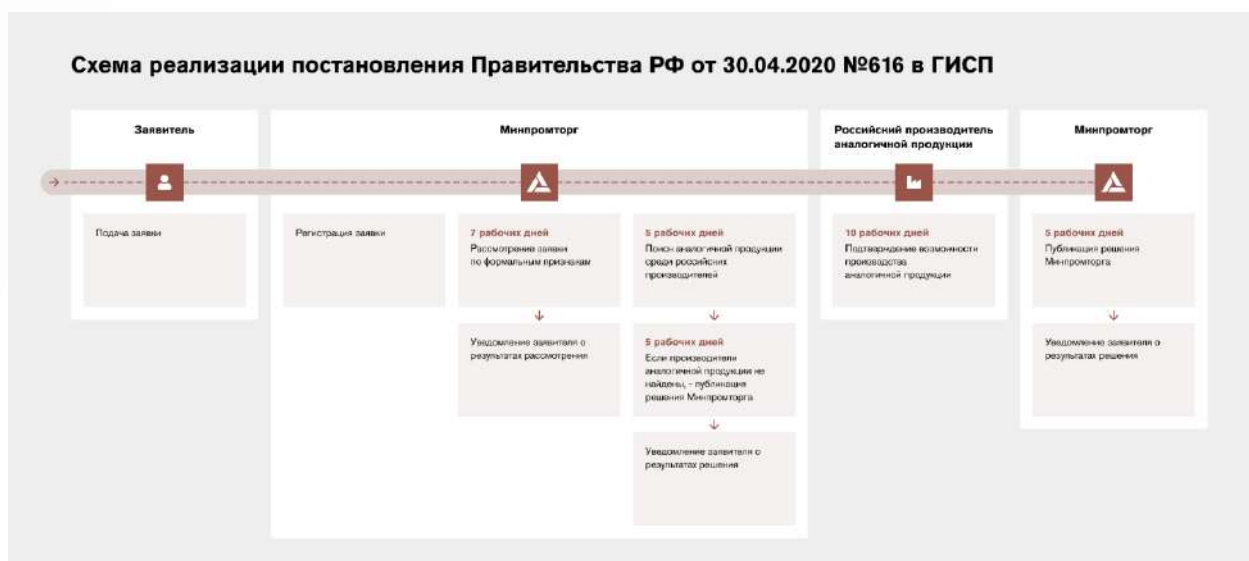 Схема реализации постановления Правительства РФ от 30.04.2020 №616 в ГИСП
Заявитель
Подача заявки
Минпромторг
Регистрация заявки
7 рабочих дней
Рассмотрение заявки
по формальным признакам
Уведомление заявителя о
результатах рассмотрения
5 рабочих дней
Поиск аналогичной продукции
среди российских
производителей
5 рабочих дней
Если производители
аналогичной продукции не
найдены, - публикация
решения Минпромторга
Уведомление заявителя о
результатах решения
Российский производитель
аналогичной продукции
10 рабочих дней
Подтверждение возможности
производства
аналогичной продукции
Минпромторг
5 рабочих дней
Публикация решения
Минпромторга
Уведомление заявителя о
результатах решения